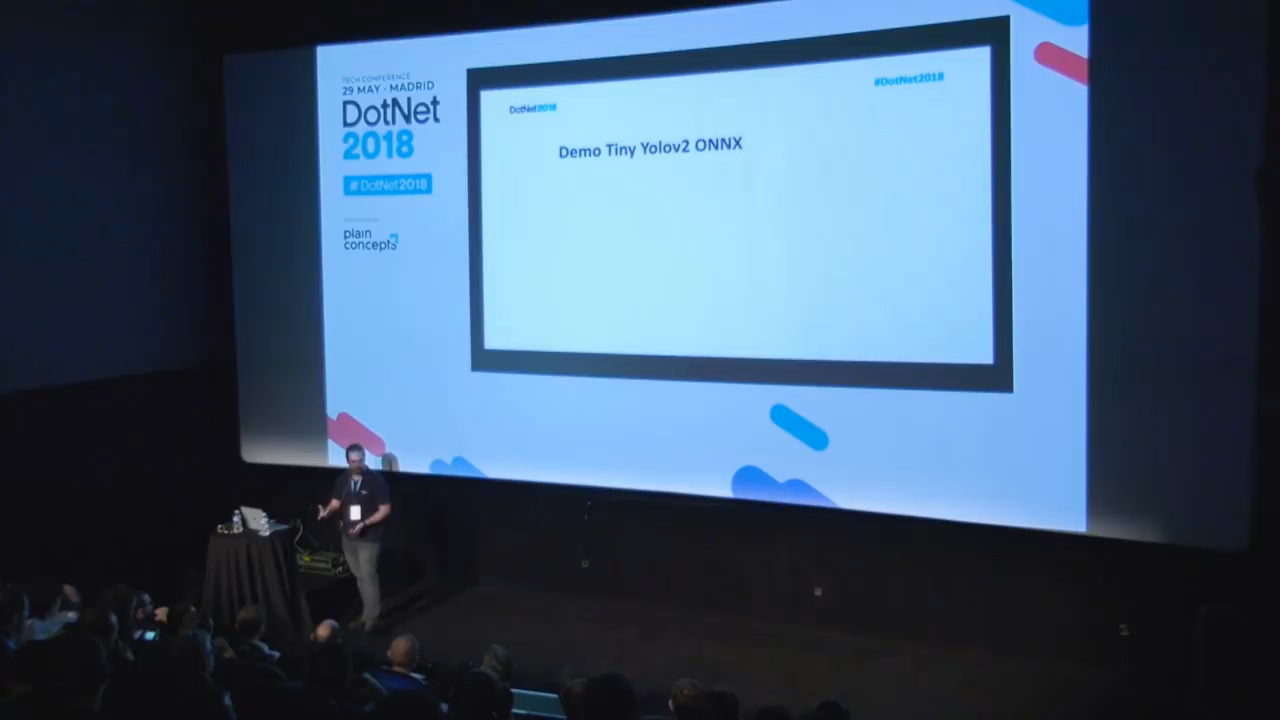 TECH CONFERENCE
29 MAY - MADRID
DotNet
2018
#DotNet2018
plain
concepts
DotNet2018
#DotNet2018
Demo Tiny Yolov2 ONNX